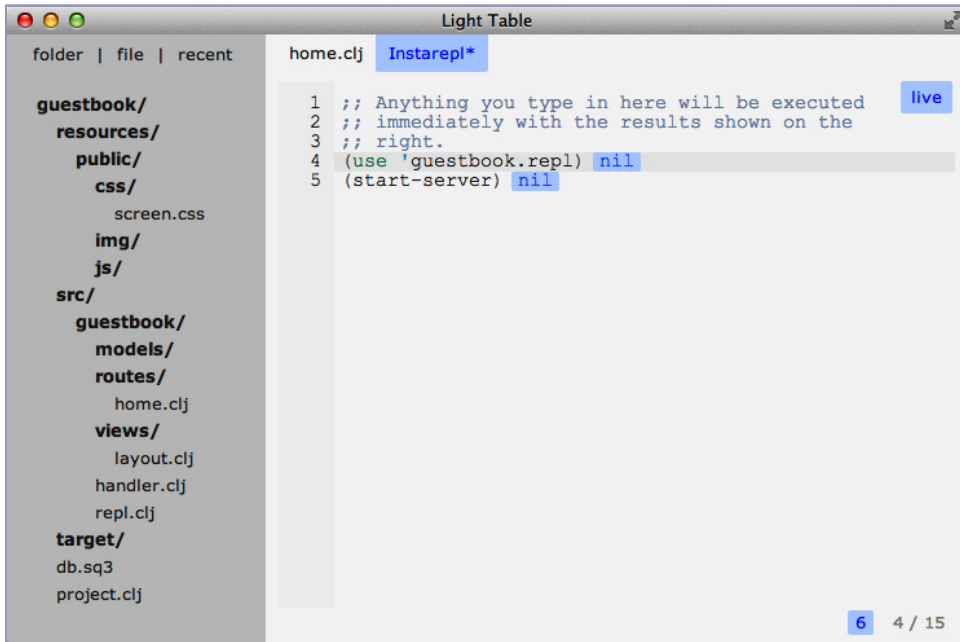 Light Table
folder | file | recent
guestbook/
resources/
public/
css/
screen.css
img/
js/
src/
guestbook/
models/
routes/
home.clj
views/
layout.clj
handler.clj
repl.clj
target/
db.sq3
project.clj
home.clj Instarepl*
live
1 ;; Anything you type in here will be executed
2 ;; immediately with the results shown on the
3 ;; right.
4 (use 'guestbook.repl) nil
5 (start-server) nil
6 4 / 15